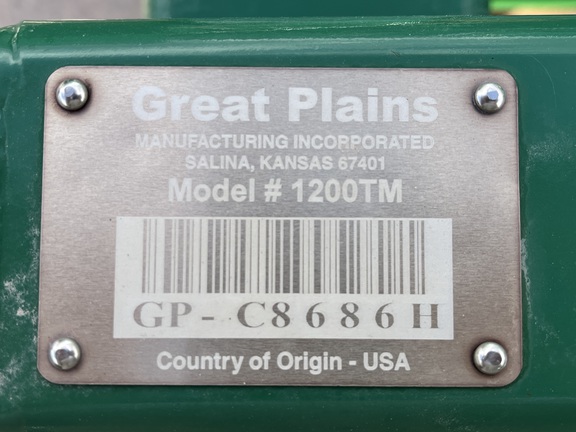 Great Plains
MANUFACTURING INCORPORATED
SALINA, KANSAS 67401
Model # 1200TM
GP- C8686H
Country of Origin - USA